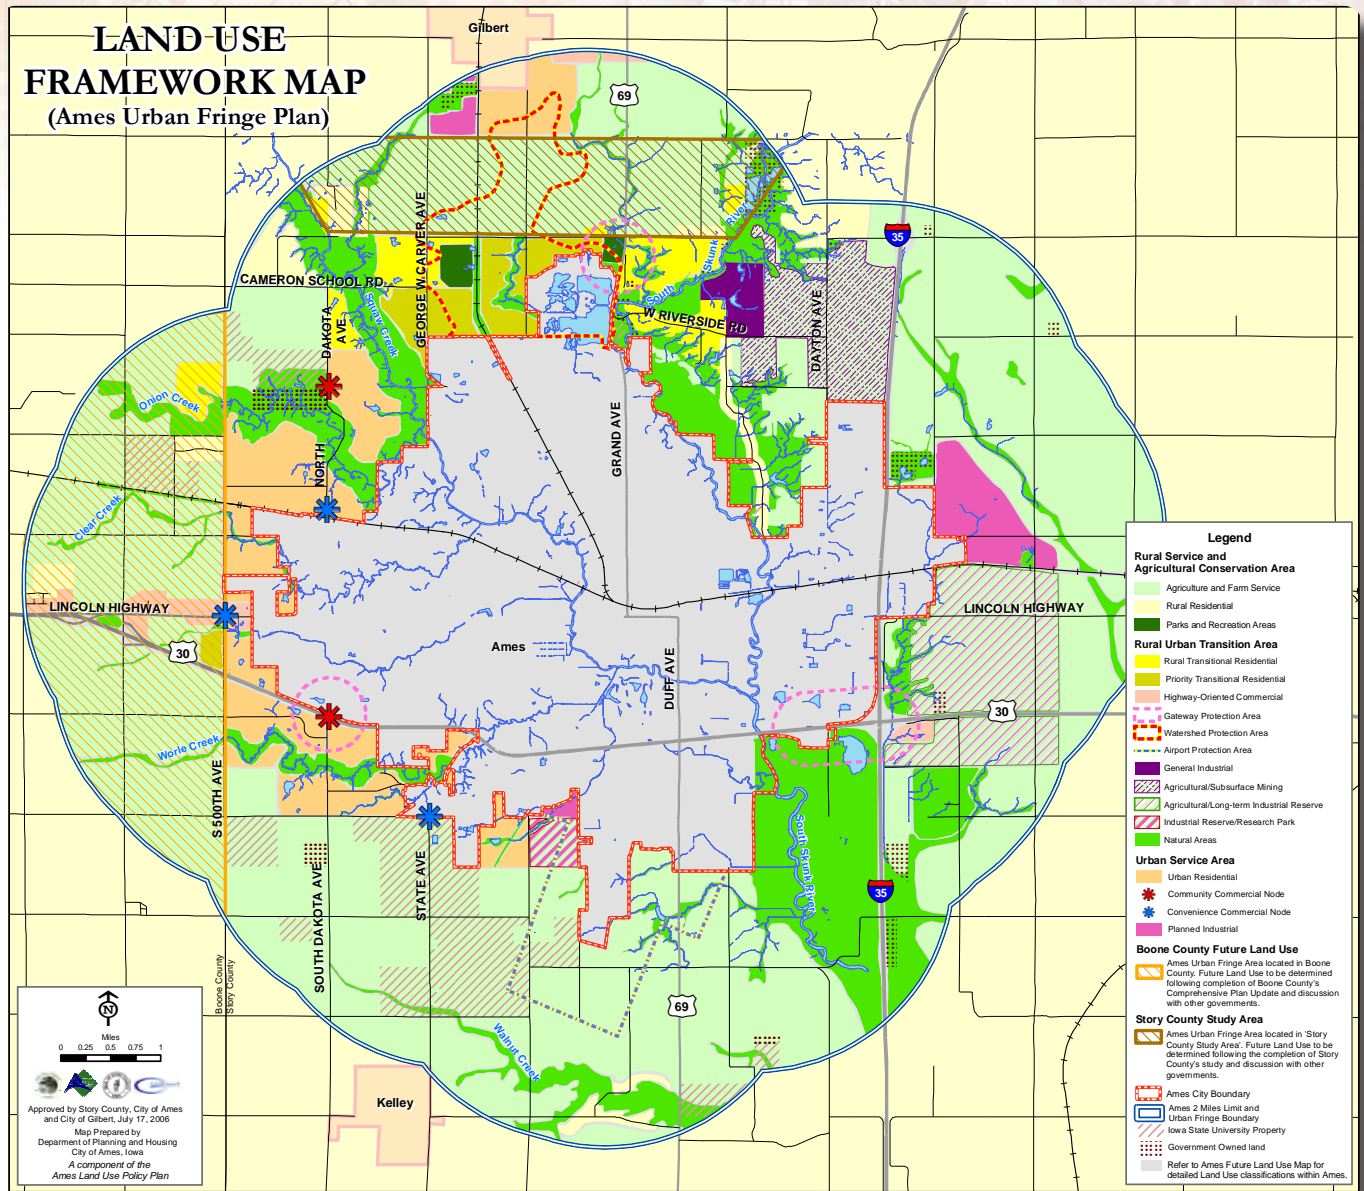 LAND USE
FRAMEWORK MAP
(Ames Urban Fringe Plan)
Gilbert
69
35
CAMERON SCHOOL RD.
GEORGE W CARVER AVE
DAKOTA
AVE
NORTH
Squaw Creek
South
Skunk
River
W RIVERSIDE RD
DAYTON AVE
GRAND AVE
Onion Creek
Clear Creek
LINCOLN HIGHWAY
30
Ames
DUFF AVE
LINCOLN HIGHWAY
30
Worle Creek
S 500TH AVE
SOUTH DAKOTA AVE
STATE AVE
South Skunk River
35
69
Walnut Creek
Boone County
Story County
Kelley
N
Miles
0 0.25 0.5 0.75 1
Approved by Story County, City of Ames
and City of Gilbert, July 17, 2006
Map Prepared by
Deparment of Planning and Housing
City of Ames, Iowa
A component of the
Ames Land Use Policy Plan
Legend
Rural Service and
Agricultural Conservation Area
Agriculture and Farm Service
Rural Residential
Parks and Recreation Areas
Rural Urban Transition Area
Rural Transitional Residential
Priority Transitional Residential
Highway-Oriented Commercial
Gateway Protection Area
Watershed Protection Area
Airport Protection Area
General Industrial
Agricultural/Subsurface Mining
Agricultural/Long-term Industrial Reserve
Industrial Reserve/Research Park
Natural Areas
Urban Service Area
Urban Residential
Community Commercial Node
Convenience Commercial Node
Planned Industrial
Boone County Future Land Use
Ames Urban Fringe Area located in Boone
County. Future Land Use to be determined
following completion of Boone County's
Comprehensive Plan Update and discussion
with other governments.
Story County Study Area
Ames Urban Fringe Area located in 'Story
County Study Area'. Future Land Use to be
determined following the completion of Story
County's study and discussion with other
governments.
Ames City Boundary
Ames 2 Miles Limit and
Urban Fringe Boundary
Iowa State University Property
Government Owned land
Refer to Ames Future Land Use Map for
detailed Land Use classifications within Ames.